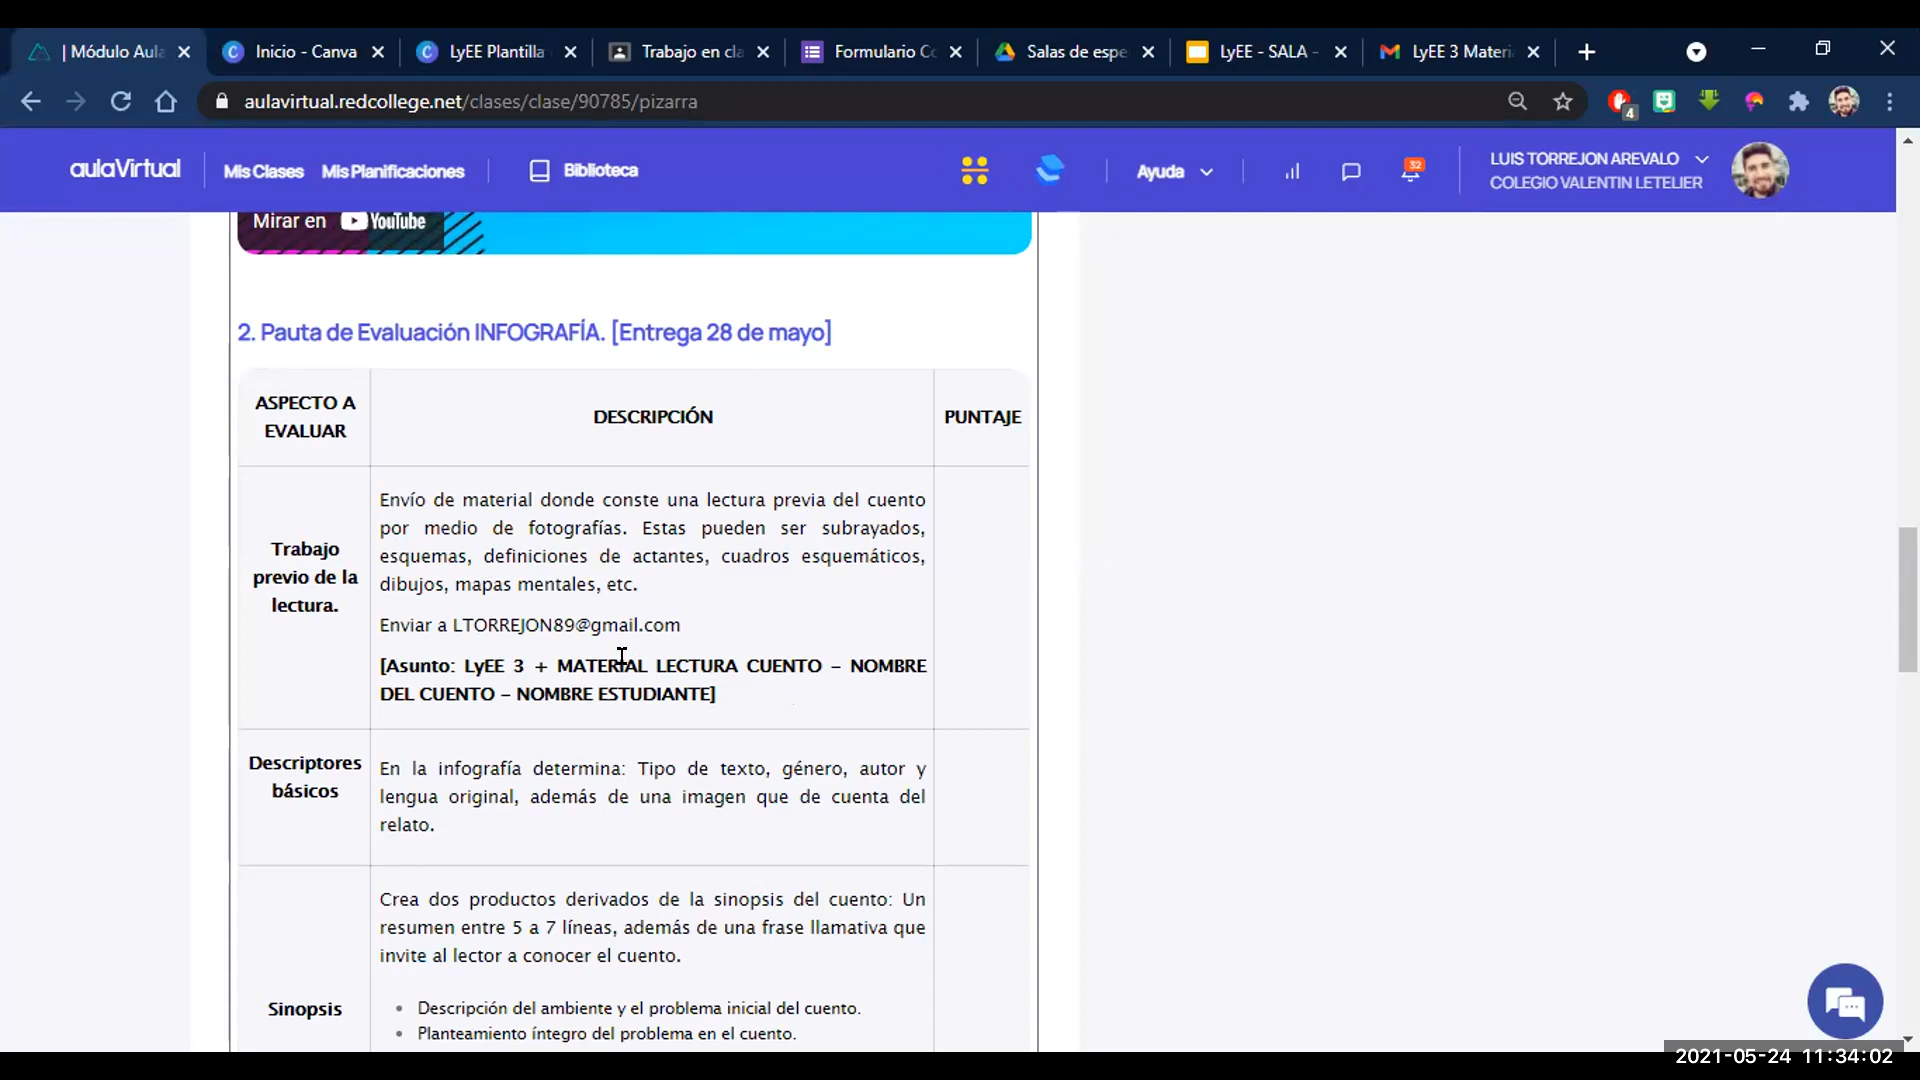 | Módulo Aula
Inicio - Canva
LyEE Plantilla
Trabajo en cla
Formulario Co
Salas de espe
LyEE - SALA -
LyEE 3 Materi
aulavirtual.redcollege.net/clases/clase/90785/pizarra
4
aulaVirtual
Mis Clases
Mis Planificaciones
Biblioteca
Ayuda
32
LUIS TORREJON AREVALO
COLEGIO VALENTIN LETELIER
Mirar en YouTube
2. Pauta de Evaluación INFOGRAFÍA. [Entrega 28 de mayo]
ASPECTO A
EVALUAR
DESCRIPCIÓN
PUNTAJE
Trabajo
previo de la
lectura.
Envío de material donde conste una lectura previa del cuento
por medio de fotografías. Estas pueden ser subrayados,
esquemas, definiciones de actantes, cuadros esquemáticos,
dibujos, mapas mentales, etc.
Enviar a LTORREJON89@gmail.com
[Asunto: LyEE 3 + MATERIAL LECTURA CUENTO – NOMBRE
DEL CUENTO – NOMBRE ESTUDIANTE]
Descriptores
básicos
En la infografía determina: Tipo de texto, género, autor y
lengua original, además de una imagen que de cuenta del
relato.
Sinopsis
Crea dos productos derivados de la sinopsis del cuento: Un
resumen entre 5 a 7 líneas, además de una frase llamativa que
invite al lector a conocer el cuento.
• Descripción del ambiente y el problema inicial del cuento.
• Planteamiento íntegro del problema en el cuento.
2021-05-24 11:34:02